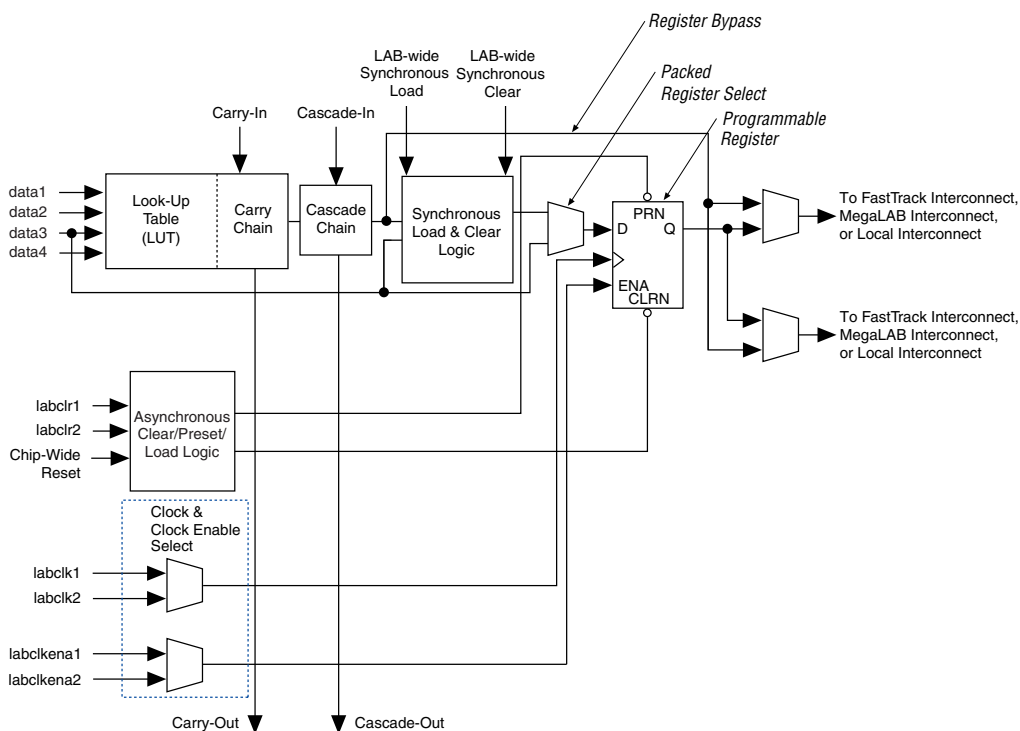 Register Bypass
LAB-wide
Synchronous
Load
LAB-wide
Synchronous
Clear
Packed
Register Select
Carry-In
Cascade-In
Programmable
Register
data1
data2
data3
data4
Look-Up
Table
(LUT)
Carry
Chain
Cascade
Chain
Synchronous
Load & Clear
Logic
PRN
D
Q
ENA
CLRN
To FastTrack Interconnect,
MegaLAB Interconnect,
or Local Interconnect
To FastTrack Interconnect,
MegaLAB Interconnect,
or Local Interconnect
labclr1
labclr2
Chip-Wide
Reset
Asynchronous
Clear/Preset/
Load Logic
Clock &
Clock Enable
Select
labclk1
labclk2
labclkena1
labclkena2
Carry-Out
Cascade-Out